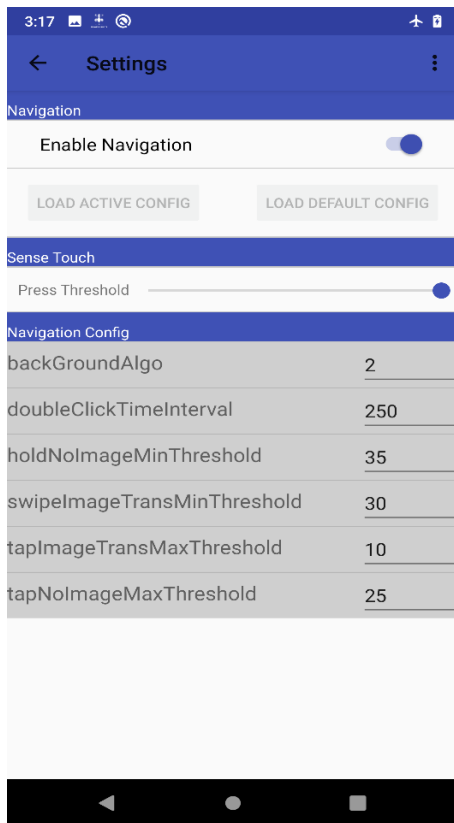 3:17
Settings
Navigation
Enable Navigation
LOAD ACTIVE CONFIG LOAD DEFAULT CONFIG
Sense Touch
Press Threshold
Navigation Config
backGroundAlgo 2
doubleClickTimeInterval 250
holdNoImageMinThreshold 35
swipeImageTransMinThreshold 30
tapImageTransMaxThreshold 10
tapNoImageMaxThreshold 25